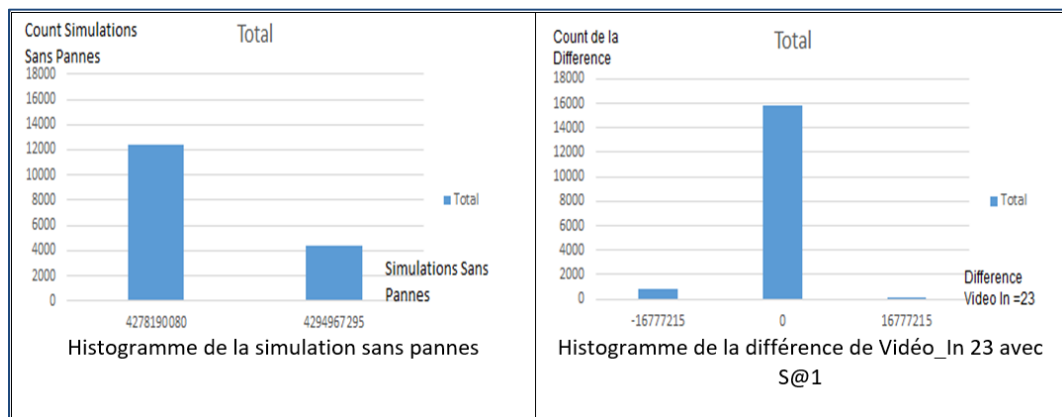 Count Simulations
Sans Pannes
Total
18000
16000
14000
12000
10000
8000
6000
4000
2000
0
Total
Simulations Sans
Pannes
4278190080
4294967295
Histogramme de la simulation sans pannes
Count de la
Difference
Total
18000
16000
14000
12000
10000
8000
6000
4000
2000
0
Total
Difference
Video In =23
-16777215
0
16777215
Histogramme de la différence de Vidéo_In 23 avec
S@1